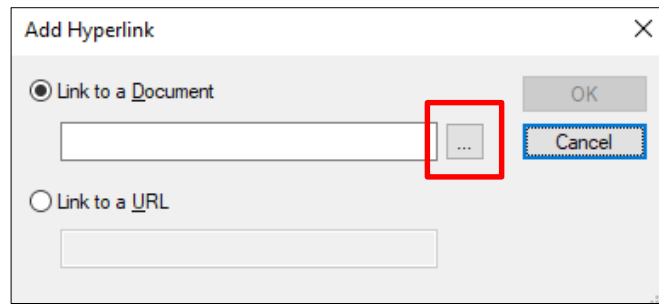 Add Hyperlink
Link to a Document
OK
...
Cancel
Link to a URL